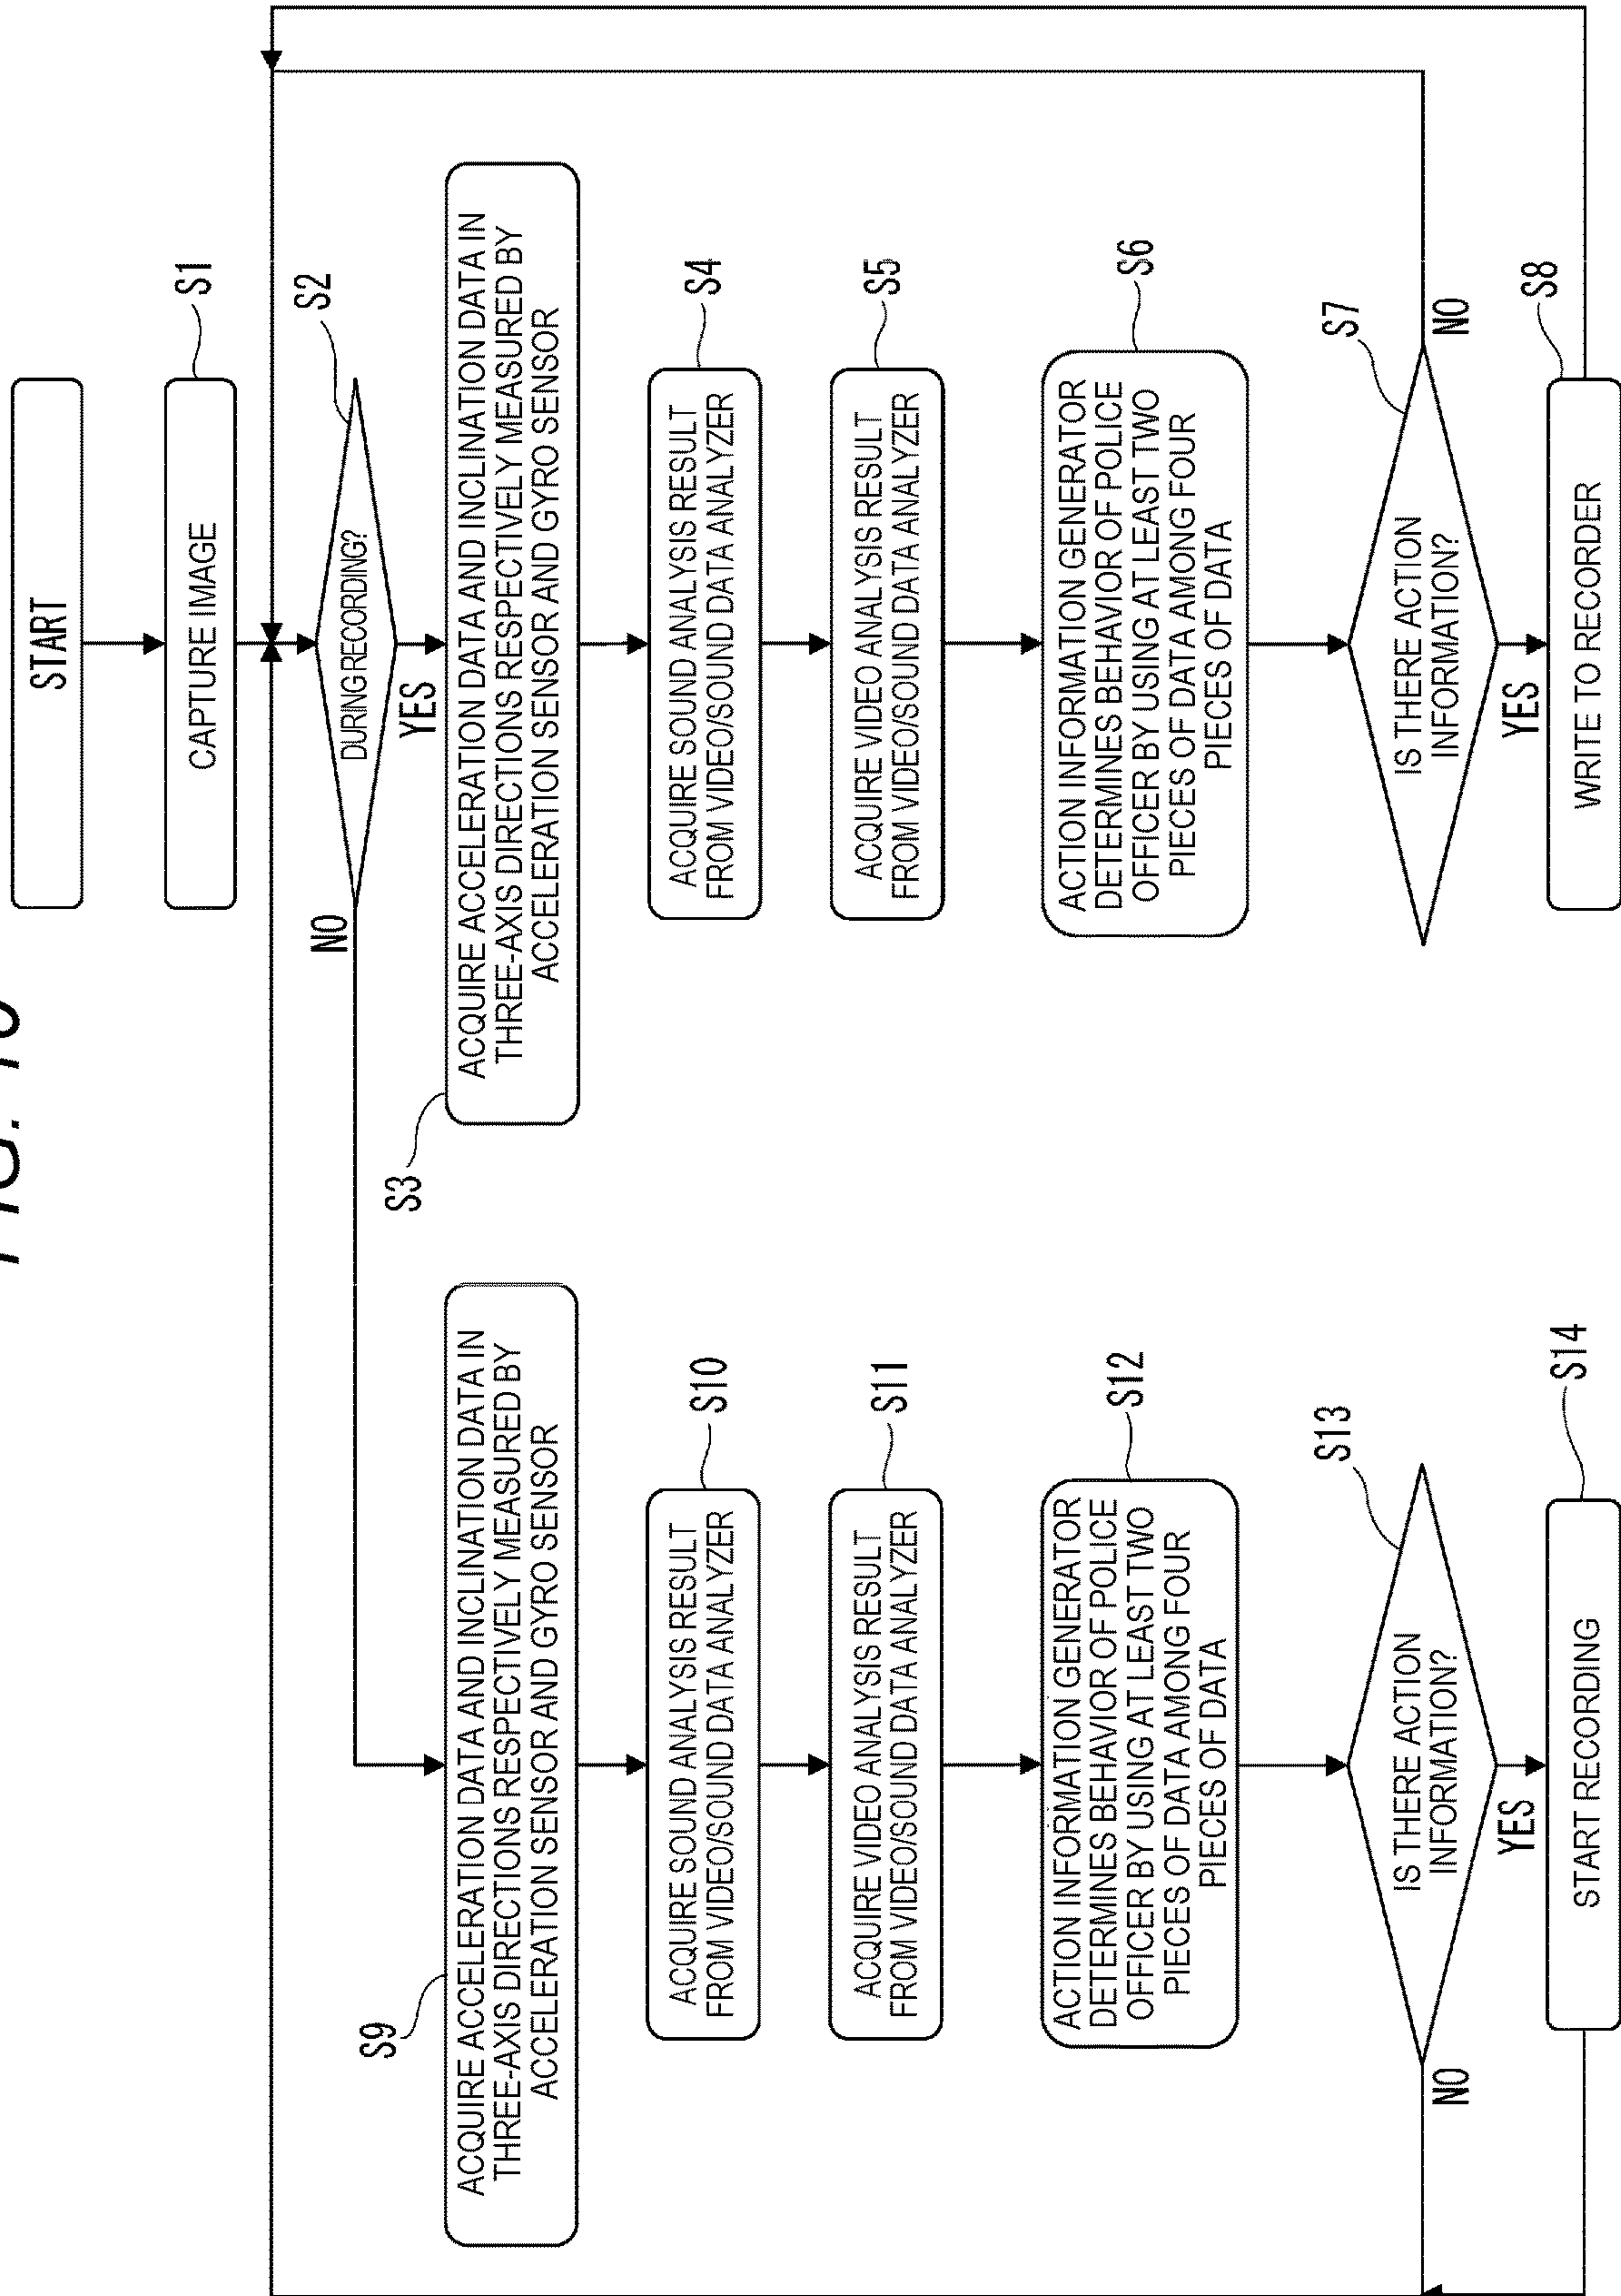 START
CAPTURE IMAGE
S1
DURING RECORDING?
S2
NO
YES
S3
ACQUIRE ACCELERATION DATA AND INCLINATION DATA IN
THREE-AXIS DIRECTIONS RESPECTIVELY MEASURED BY
ACCELERATION SENSOR AND GYRO SENSOR
ACQUIRE SOUND ANALYSIS RESULT
FROM VIDEO/SOUND DATA ANALYZER
S4
ACQUIRE VIDEO ANALYSIS RESULT
FROM VIDEO/SOUND DATA ANALYZER
S5
ACTION INFORMATION GENERATOR
DETERMINES BEHAVIOR OF POLICE
OFFICER BY USING AT LEAST TWO
PIECES OF DATA AMONG FOUR
PIECES OF DATA
S6
IS THERE ACTION
INFORMATION?
S7
NO
YES
WRITE TO RECORDER
S8
S9
ACQUIRE ACCELERATION DATA AND INCLINATION DATA IN
THREE-AXIS DIRECTIONS RESPECTIVELY MEASURED BY
ACCELERATION SENSOR AND GYRO SENSOR
ACQUIRE SOUND ANALYSIS RESULT
FROM VIDEO/SOUND DATA ANALYZER
S10
ACQUIRE VIDEO ANALYSIS RESULT
FROM VIDEO/SOUND DATA ANALYZER
S11
ACTION INFORMATION GENERATOR
DETERMINES BEHAVIOR OF POLICE
OFFICER BY USING AT LEAST TWO
PIECES OF DATA AMONG FOUR
PIECES OF DATA
S12
IS THERE ACTION
INFORMATION?
S13
NO
YES
START RECORDING
S14